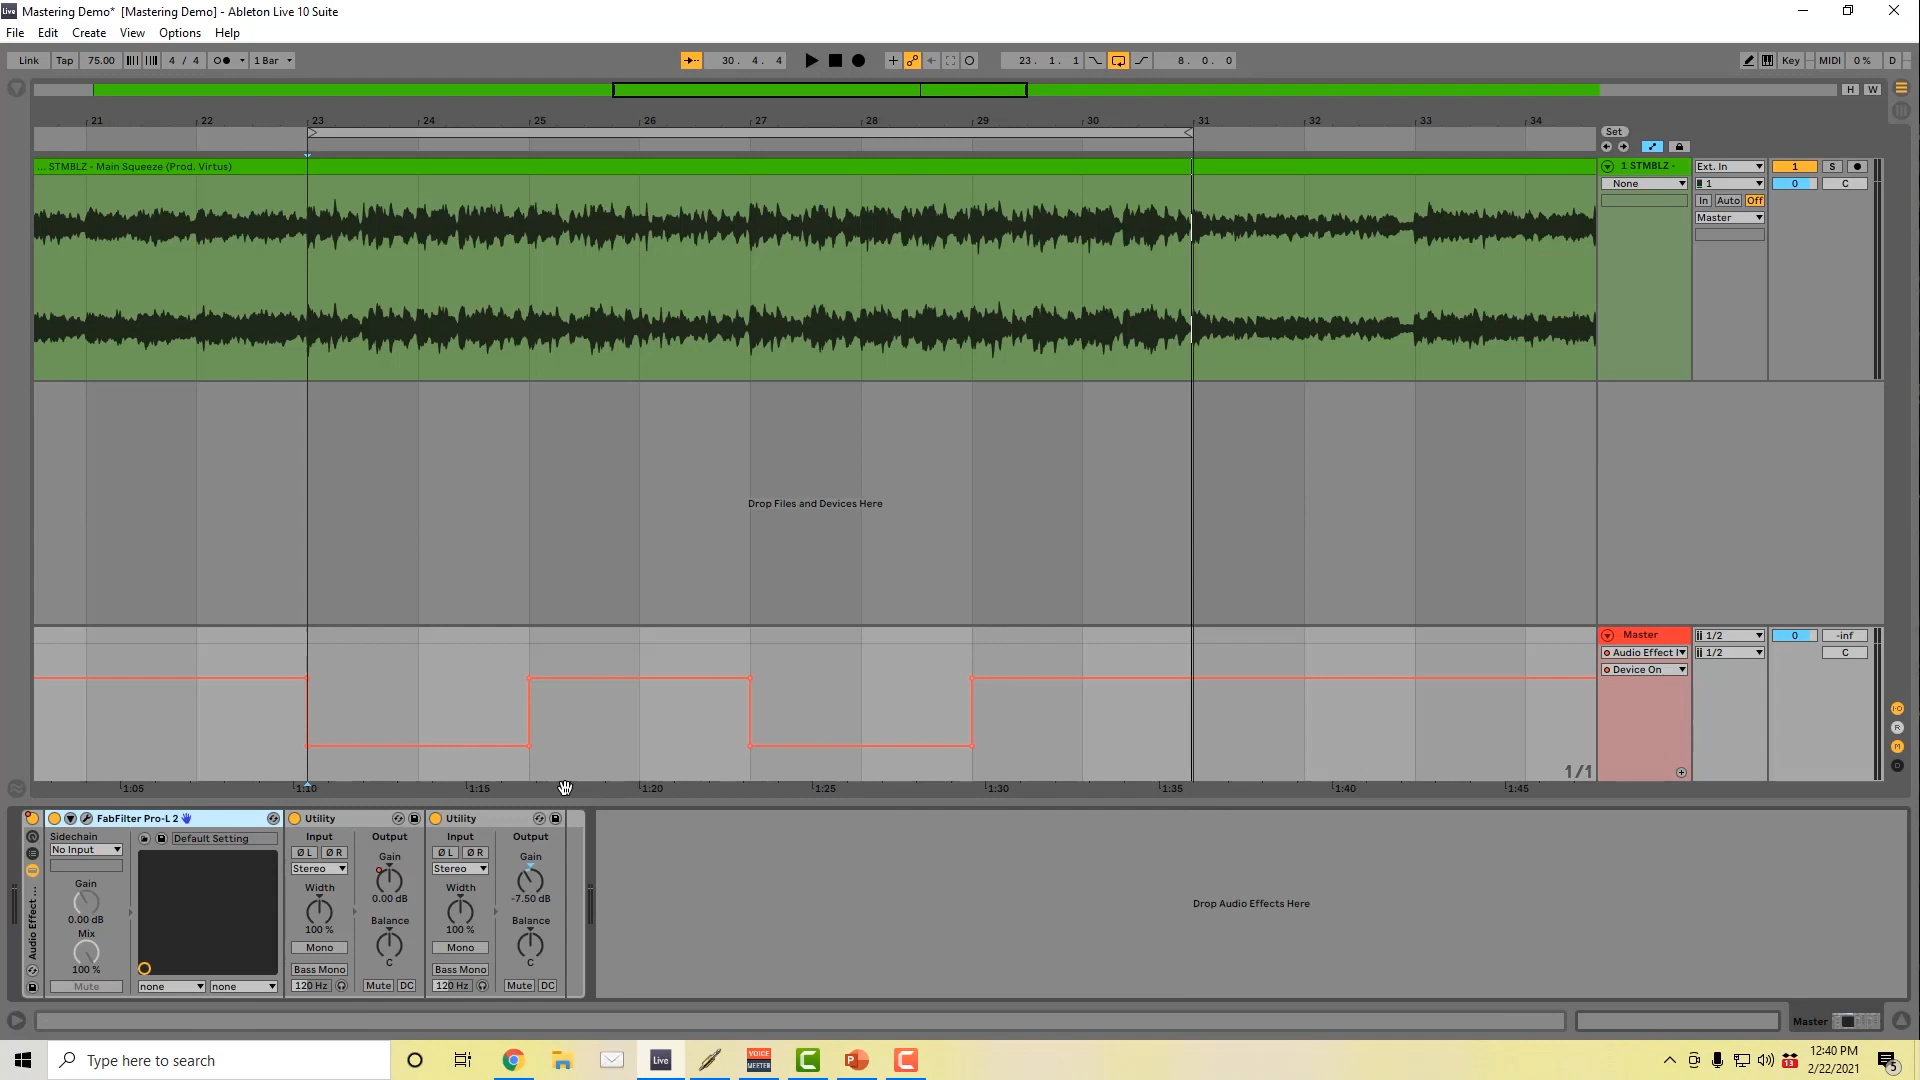 Live Mastering Demo* [Mastering Demo] - Ableton Live 10 Suite
File Edit Create View Options Help
Link Tap 75.00 4 / 4 1 Bar 30. 4. 4 23. 1. 1 8. 0. 0 Key MIDI 0 % D
H W
21 22 23 24 25 26 27 28 29 30 31 32 33 34
Set
... STMBLZ - Main Squeeze (Prod. Virtus)
1 STMBLZ - Ext. In 1 S
None 1 0 C
In Auto Off
Master
Drop Files and Devices Here
Master 1/2 0 -inf
Audio Effect 1/2 C
Device On
R
M
D
1/1
1:05 1:10 1:15 1:20 1:25 1:30 1:35 1:40 1:45
FabFilter Pro-L 2 Utility Utility
Audio Effect ...
Sidechain
No Input
Default Setting
Gain
0.00 dB
Mix
100 %
Mute
none none
Input Output
Ø L Ø R
Stereo
Gain
0.00 dB
Width
100 %
Balance
C
Mono
Bass Mono
120 Hz Mute DC
Input Output
Ø L Ø R
Stereo
Gain
-7.50 dB
Width
100 %
Balance
C
Mono
Bass Mono
120 Hz Mute DC
Drop Audio Effects Here
Master
Type here to search
Live
VOICE
MEETER
13
12:40 PM
2/22/2021
5